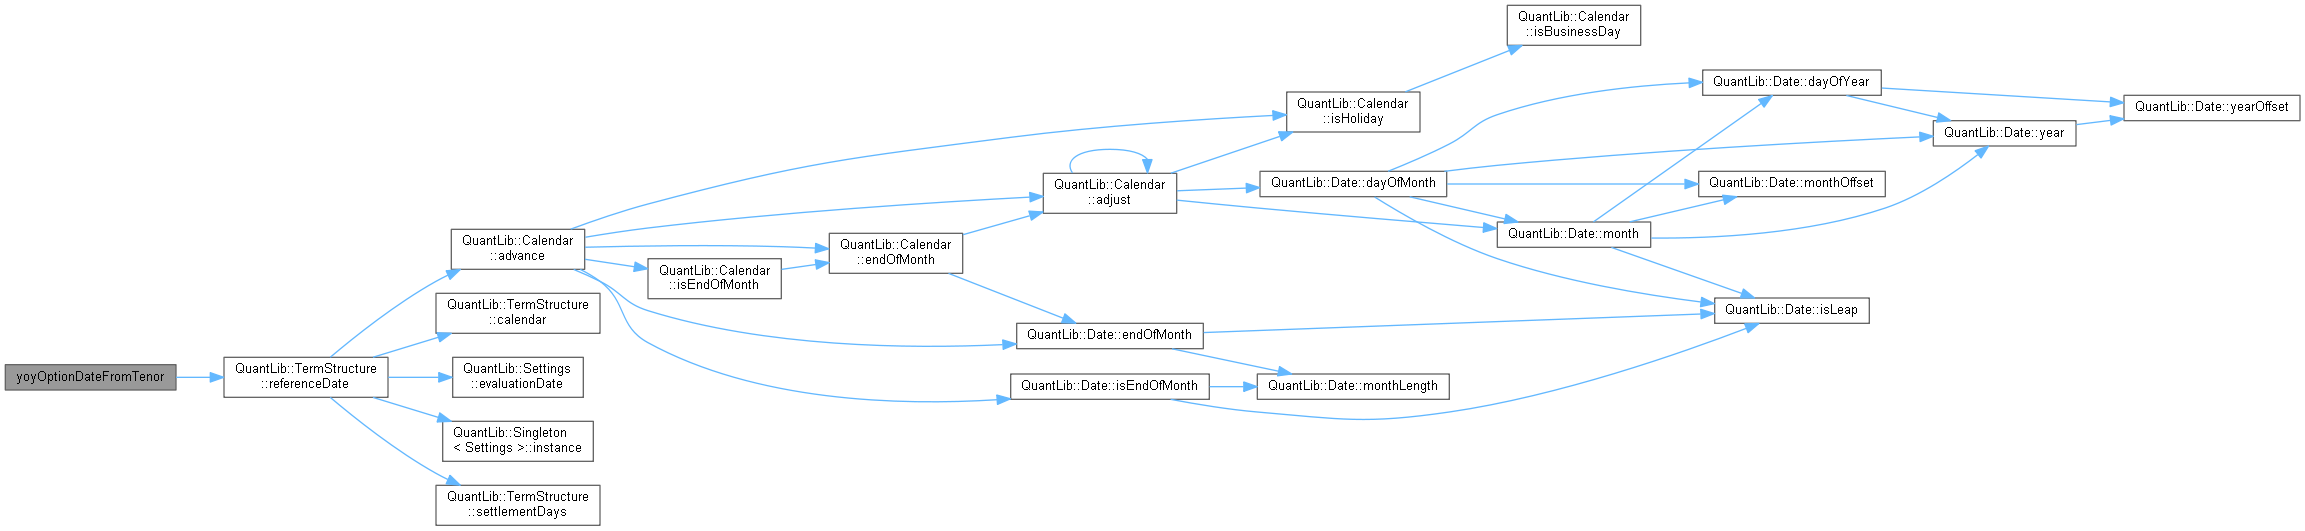 yoyOptionDateFromTenor
QuantLib::TermStructure
::referenceDate
QuantLib::Calendar
::advance
QuantLib::TermStructure
::calendar
QuantLib::Settings
::evaluationDate
QuantLib::Singleton
< Settings >::instance
QuantLib::TermStructure
::settlementDays
QuantLib::Calendar
::isEndOfMonth
QuantLib::Calendar
::endOfMonth
QuantLib::Calendar
::adjust
QuantLib::Date::endOfMonth
QuantLib::Date::isEndOfMonth
QuantLib::Calendar
::isHoliday
QuantLib::Date::dayOfMonth
QuantLib::Date::monthLength
QuantLib::Calendar
::isBusinessDay
QuantLib::Date::month
QuantLib::Date::dayOfYear
QuantLib::Date::monthOffset
QuantLib::Date::isLeap
QuantLib::Date::year
QuantLib::Date::yearOffset